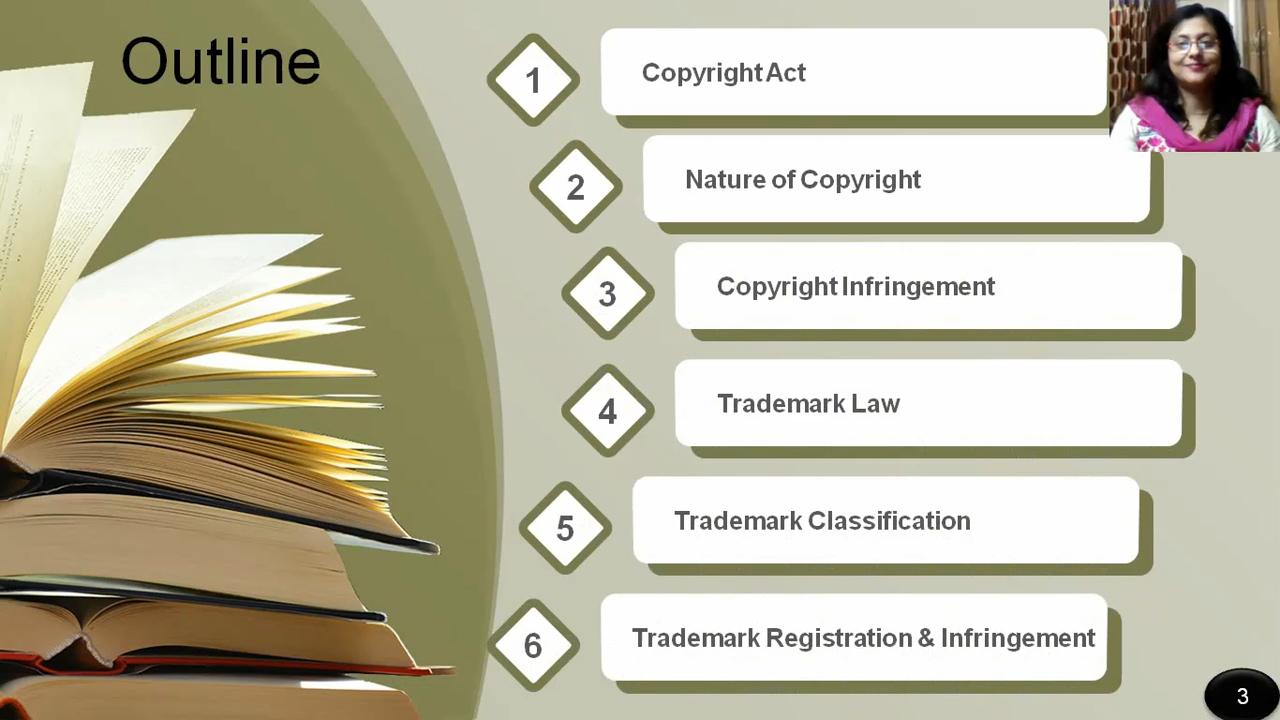 Outline
1
Copyright Act
2
Nature of Copyright
3
Copyright Infringement
4
Trademark Law
5
Trademark Classification
6
Trademark Registration & Infringement
3